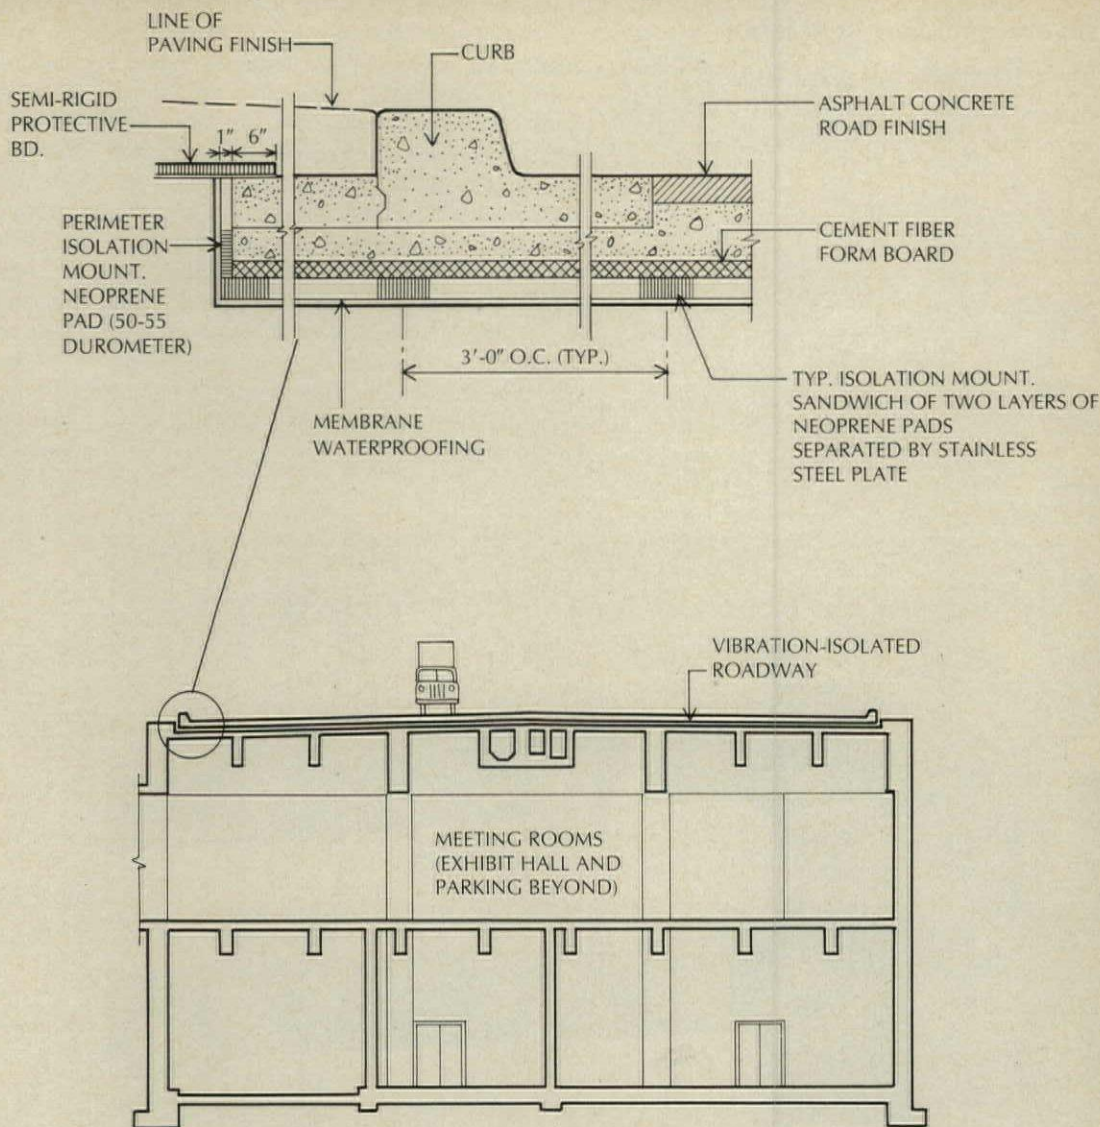 LINE OF
PAVING FINISH
CURB
SEMI-RIGID
PROTECTIVE
BD.
1" 6"
ASPHALT CONCRETE
ROAD FINISH
PERIMETER
ISOLATION
MOUNT.
NEOPRENE
PAD (50-55
DUROMETER)
CEMENT FIBER
FORM BOARD
3'-0" O.C. (TYP.)
MEMBRANE
WATERPROOFING
TYP. ISOLATION MOUNT.
SANDWICH OF TWO LAYERS OF
NEOPRENE PADS
SEPARATED BY STAINLESS
STEEL PLATE
VIBRATION-ISOLATED
ROADWAY
MEETING ROOMS
(EXHIBIT HALL AND
PARKING BEYOND)